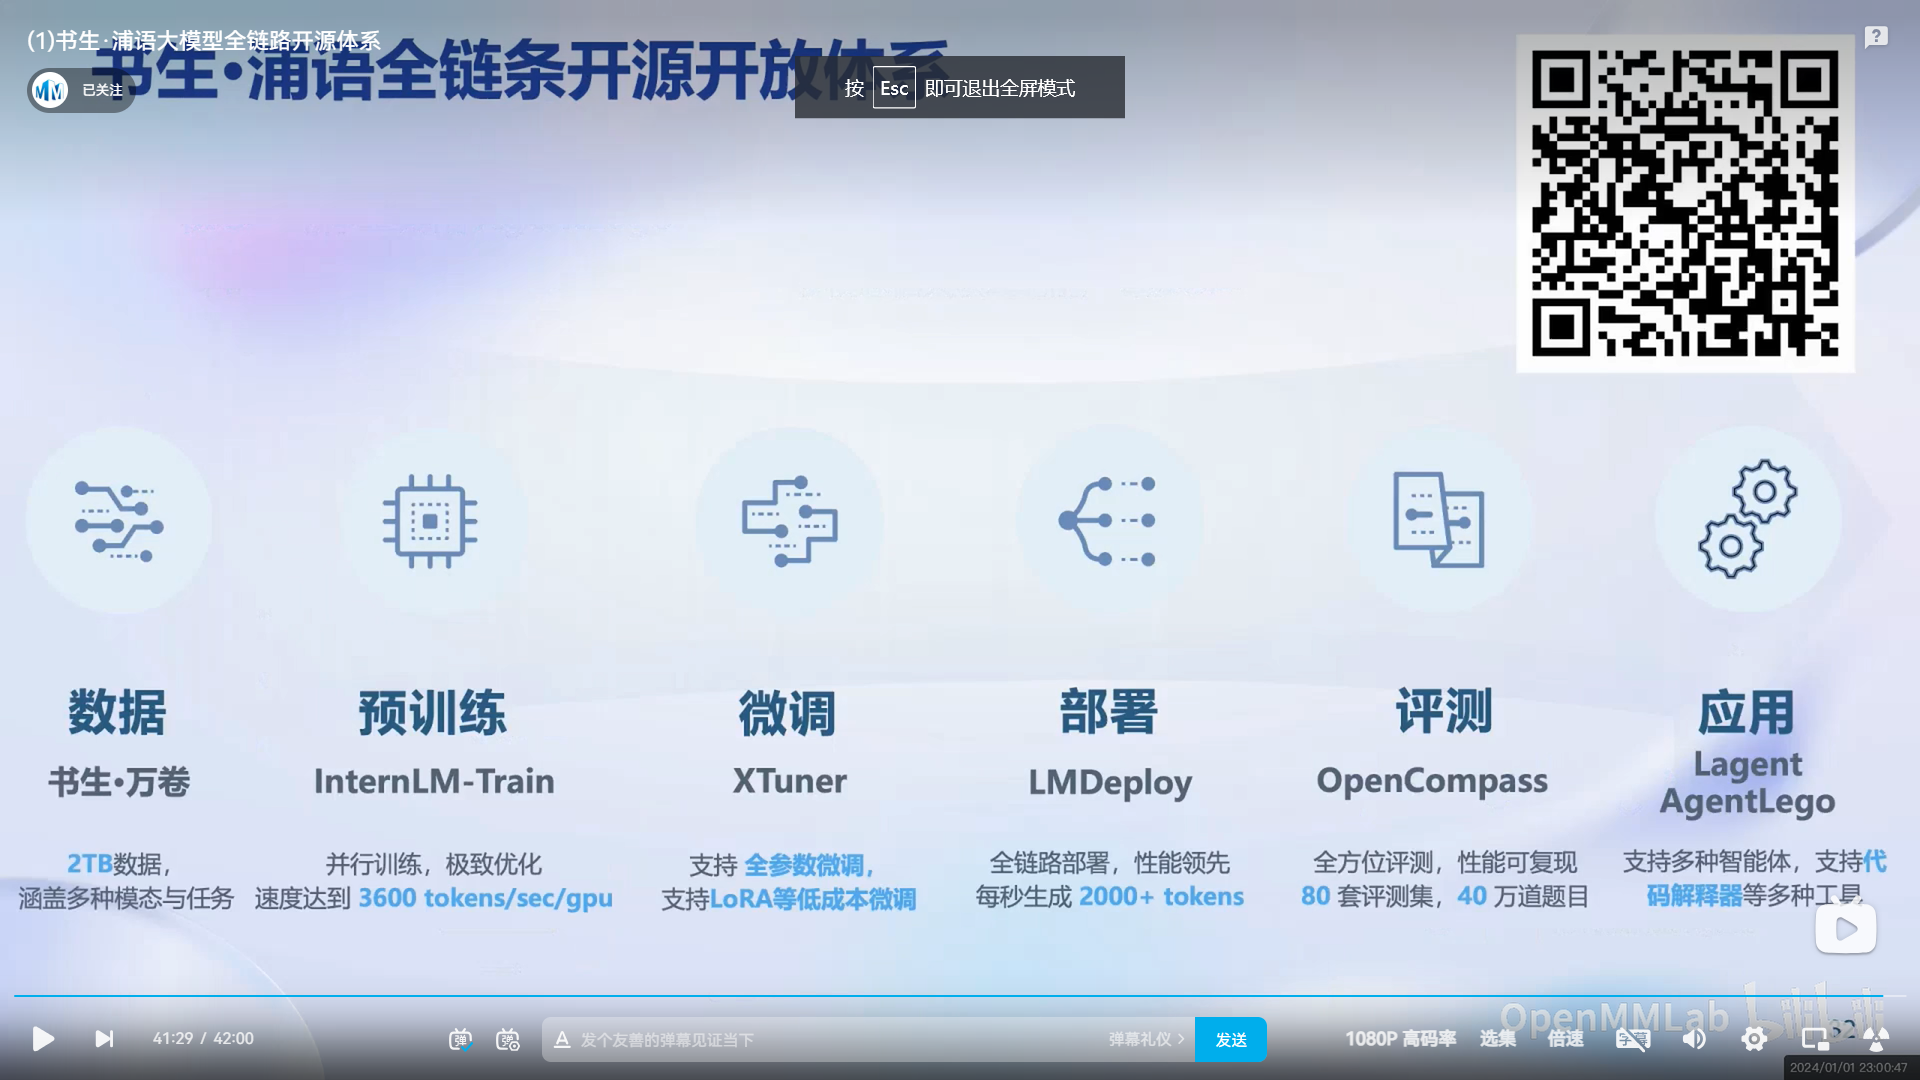 (1)书生·浦语大模型全链路开源体系
书生·浦语全链条开源开放体系
已关注
按 Esc 即可退出全屏模式
数据
书生·万卷
2TB数据，
涵盖多种模态与任务
预训练
InternLM-Train
并行训练，极致优化
速度达到 3600 tokens/sec/gpu
微调
XTuner
支持 全参数微调，
支持LoRA等低成本微调
部署
LMDeploy
全链路部署，性能领先
每秒生成 2000+ tokens
评测
OpenCompass
全方位评测，性能可复现
80 套评测集，40 万道题目
应用
Lagent
AgentLego
支持多种智能体，支持代
码解释器等多种工具
OpenMMLab bilibili
41:29 / 42:00
弹
弹
A 发个友善的弹幕见证当下
弹幕礼仪 >
发送
1080P 高码率
选集
倍速
字幕
32
2024/01/01 23:00:47